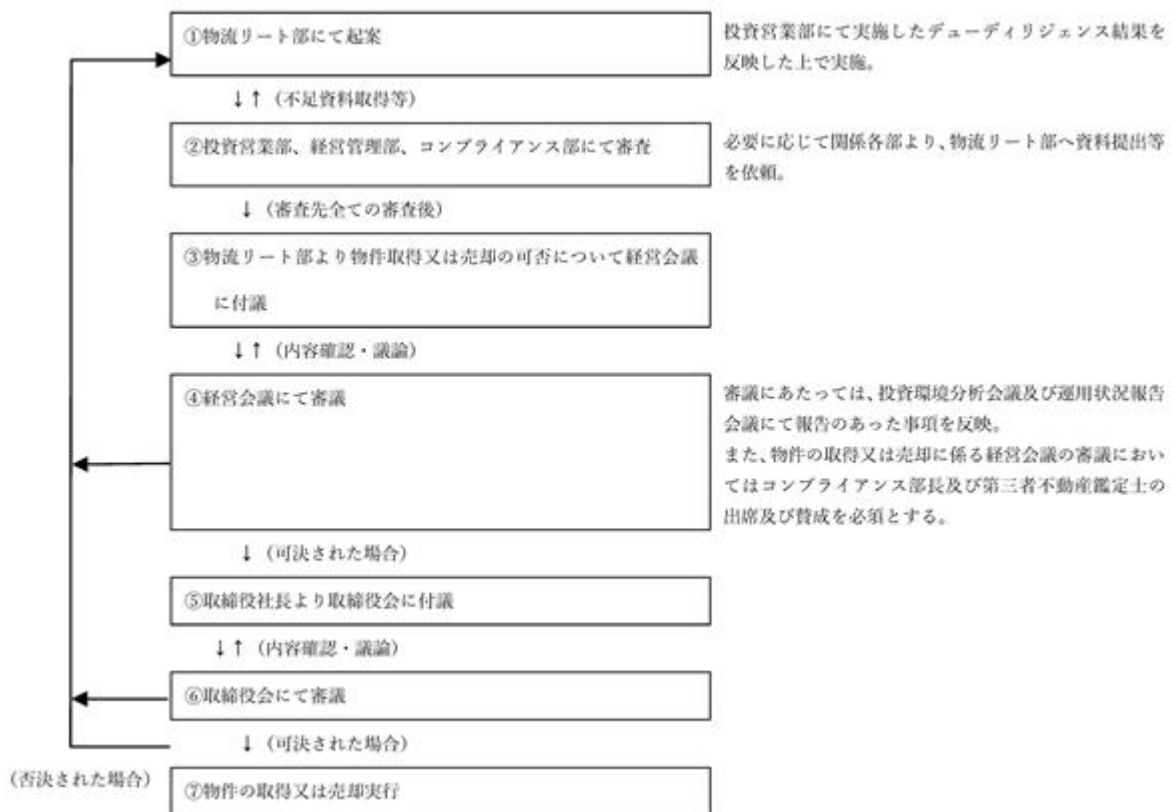 ①物流リート部にて起案
投資営業部にて実施したデューディリジェンス結果を
反映した上で実施。
↓↑（不足資料取得等）
②投資営業部、経営管理部、コンプライアンス部にて審査
必要に応じて関係各部より、物流リート部へ資料提出等
を依頼。
↓（審査先全ての審査後）
③物流リート部より物件取得又は売却の可否について経営会議
に付議
↓↑（内容確認・議論）
④経営会議にて審議
審議にあたっては、投資環境分析会議及び運用状況報告
会議にて報告のあった事項を反映。
また、物件の取得又は売却に係る経営会議の審議におい
てはコンプライアンス部長及び第三者不動産鑑定士の
出席及び賛成を必須とする。
↓（可決された場合）
⑤取締役社長より取締役会に付議
↓↑（内容確認・議論）
⑥取締役会にて審議
↓（可決された場合）
（否決された場合）
⑦物件の取得又は売却実行